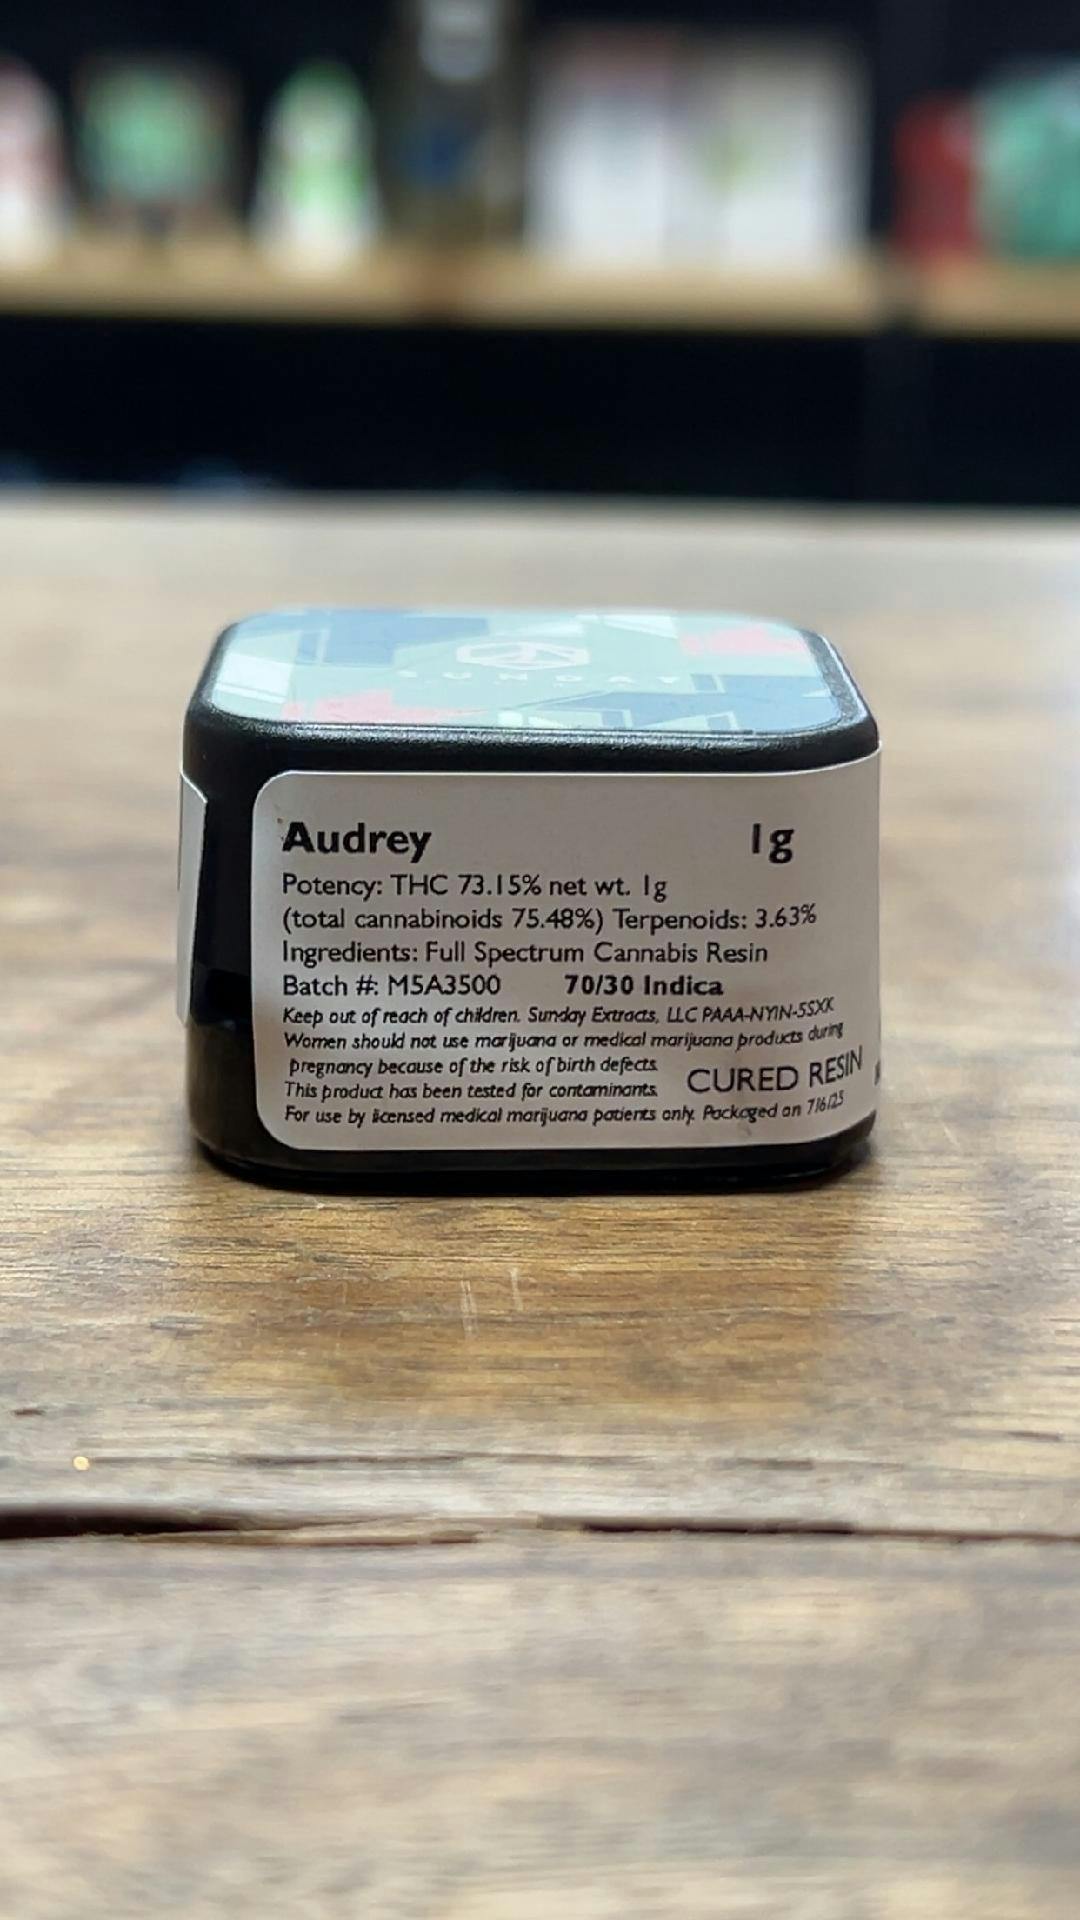 SUNDAY
Audrey 1g
Potency: THC 73.15% net wt. 1g
(total cannabinoids 75.48%) Terpenoids: 3.63%
Ingredients: Full Spectrum Cannabis Resin
Batch #: M5A3500 70/30 Indica
Keep out of reach of children. Sunday Extracts, LLC PAAA-NYIN-5SXK
Women should not use marijuana or medical marijuana products during
pregnancy because of the risk of birth defects.
This product has been tested for contaminants. CURED RESIN
For use by licensed medical marijuana patients only. Packaged on 7/6/25